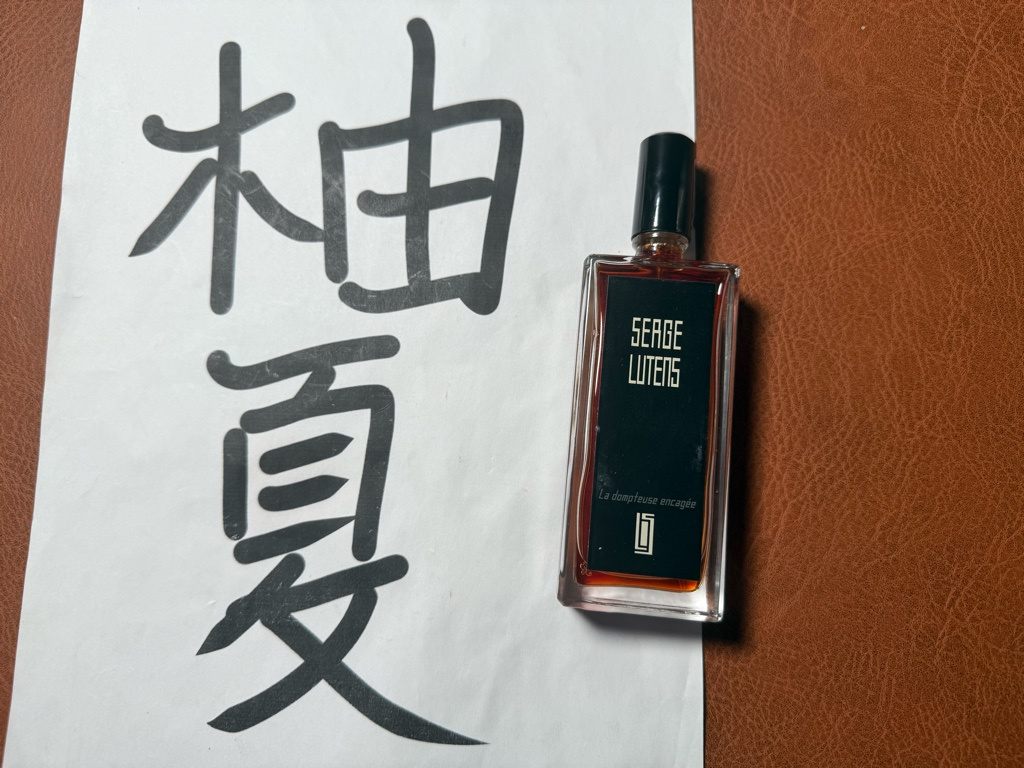 柚
夏
SERGE
LUTENS
La dompteuse encagée